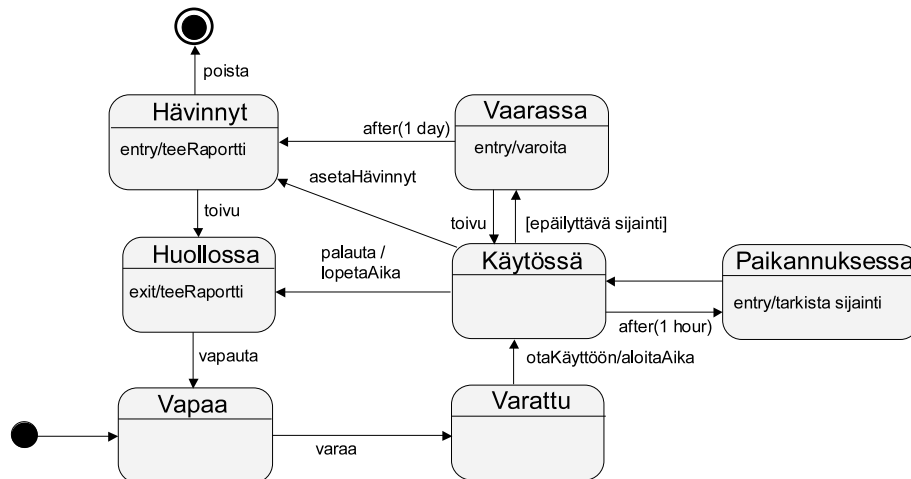 poista
Hävinnyt
entry/teeRaportti
Vaarassa
entry/varoita
after(1 day)
asetaHävinnyt
toivu
toivu
[epäilyttävä sijainti]
Huollossa
exit/teeRaportti
palauta /
lopetaAika
Käytössä
Paikannuksessa
entry/tarkista sijainti
after(1 hour)
vapauta
otaKäyttöön/aloitaAika
Vapaa
Varattu
varaa